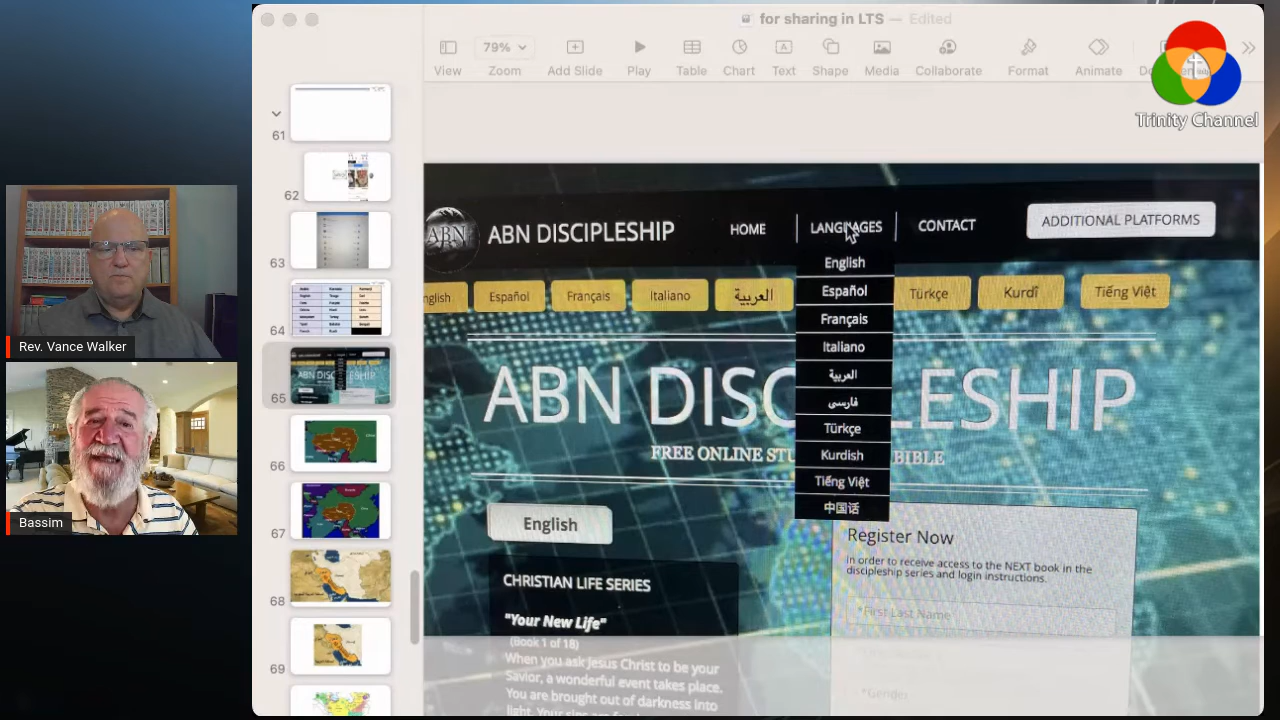 for sharing in LTS — Edited
79%
View
Zoom
Add Slide
Play
Table
Chart
Text
Shape
Media
Collaborate
Format
Animate
Trinity Channel
61
62
63
64
65
66
67
68
69
ABN
ABN DISCIPLESHIP
HOME
LANGUAGES
CONTACT
ADDITIONAL PLATFORMS
English
Español
Français
Italiano
العربية
فارسی
Türkçe
Kurdish
Tiếng Việt
中国话
nglish
Español
Français
Italiano
العربية
Türkçe
Kurdî
Tiếng Việt
ABN DISC LESHIP
FREE ONLINE STU BIBLE
English
CHRISTIAN LIFE SERIES
"Your New Life"
(Book 1 of 18)
When you ask Jesus Christ to be your
Savior, a wonderful event takes place.
You are brought out of darkness into
Register Now
In order to receive access to the NEXT book in the
discipleship series and login instructions.
*First Last Name
*Gender
Rev. Vance Walker
Bassim